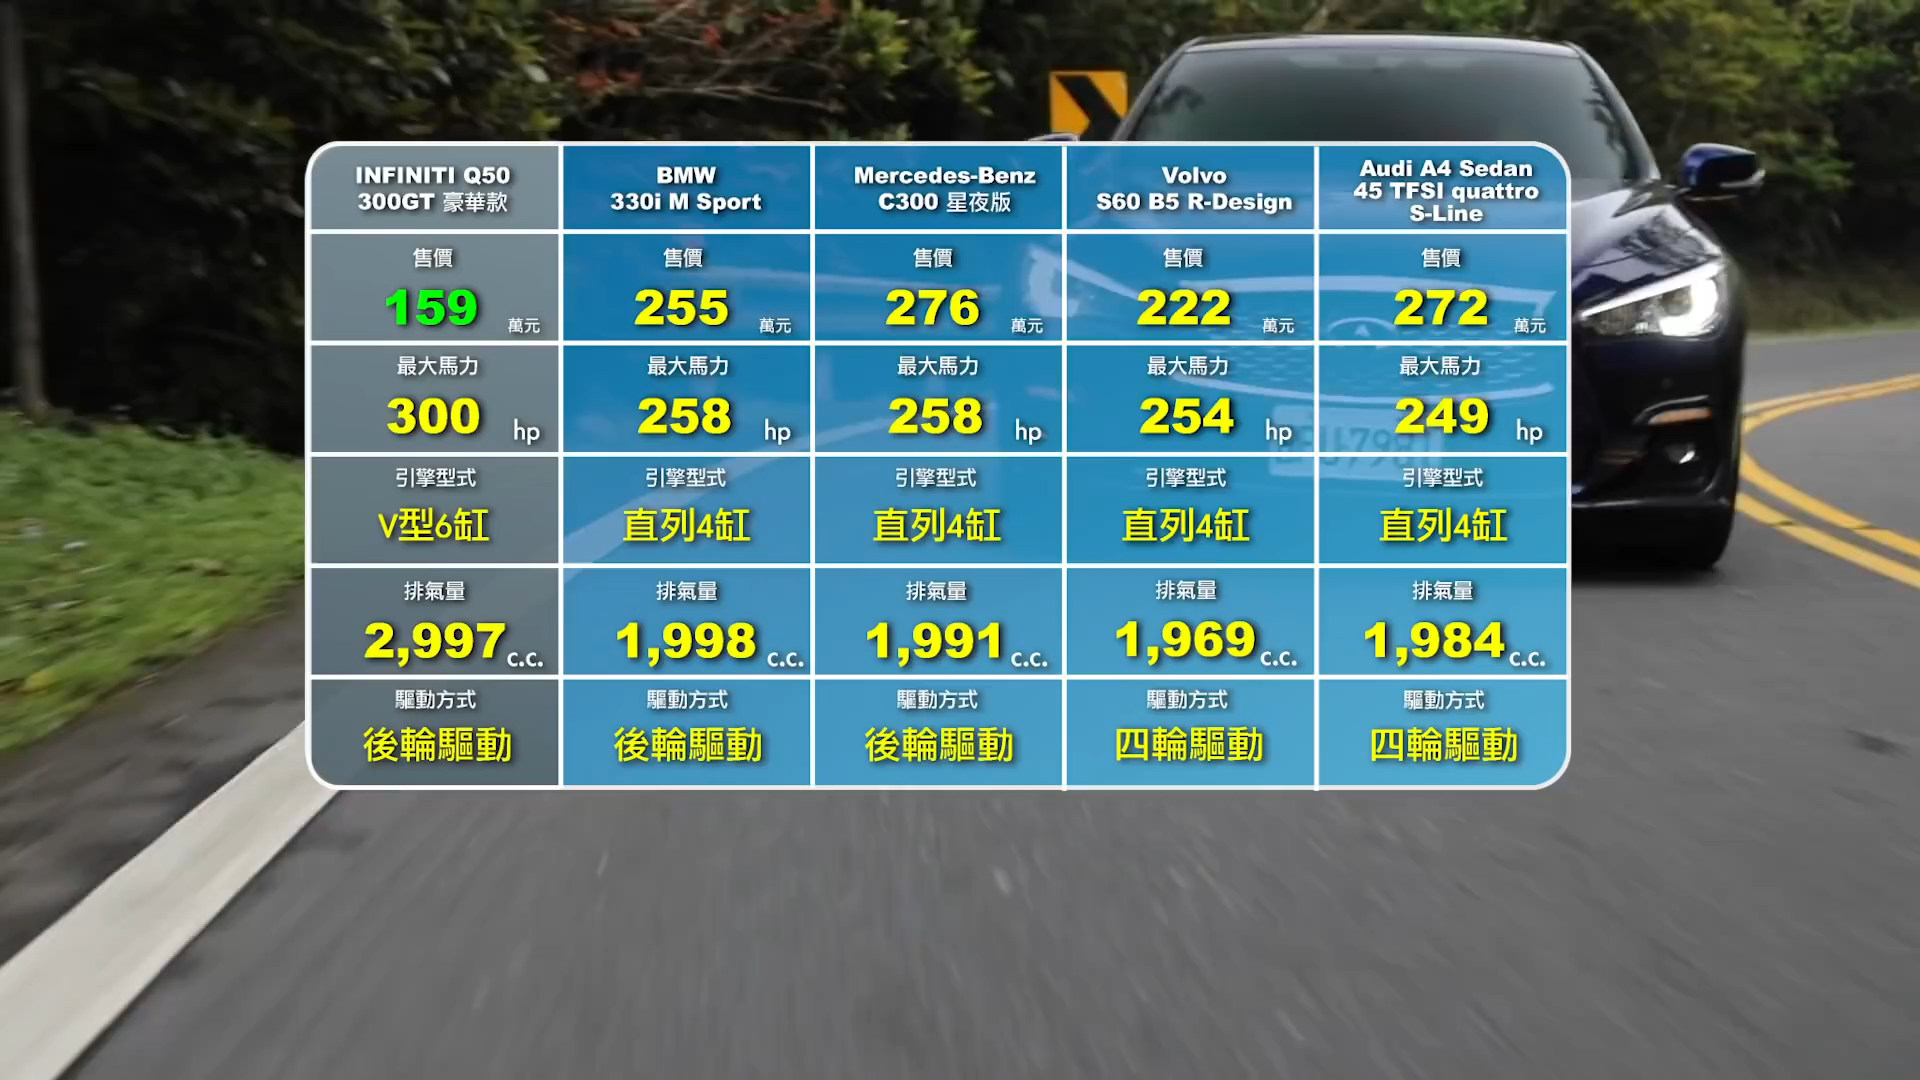 INFINITI Q50
300GT 豪華款
BMW
330i M Sport
Mercedes-Benz
C300 星夜版
Volvo
S60 B5 R-Design
Audi A4 Sedan
45 TFSI quattro
S-Line
售價
159 萬元
售價
255 萬元
售價
276 萬元
售價
222 萬元
售價
272 萬元
最大馬力
300 hp
最大馬力
258 hp
最大馬力
258 hp
最大馬力
254 hp
最大馬力
249 hp
引擎型式
V型6缸
引擎型式
直列4缸
引擎型式
直列4缸
引擎型式
直列4缸
引擎型式
直列4缸
排氣量
2,997 c.c.
排氣量
1,998 c.c.
排氣量
1,991 c.c.
排氣量
1,969 c.c.
排氣量
1,984 c.c.
驅動方式
後輪驅動
驅動方式
後輪驅動
驅動方式
後輪驅動
驅動方式
四輪驅動
驅動方式
四輪驅動